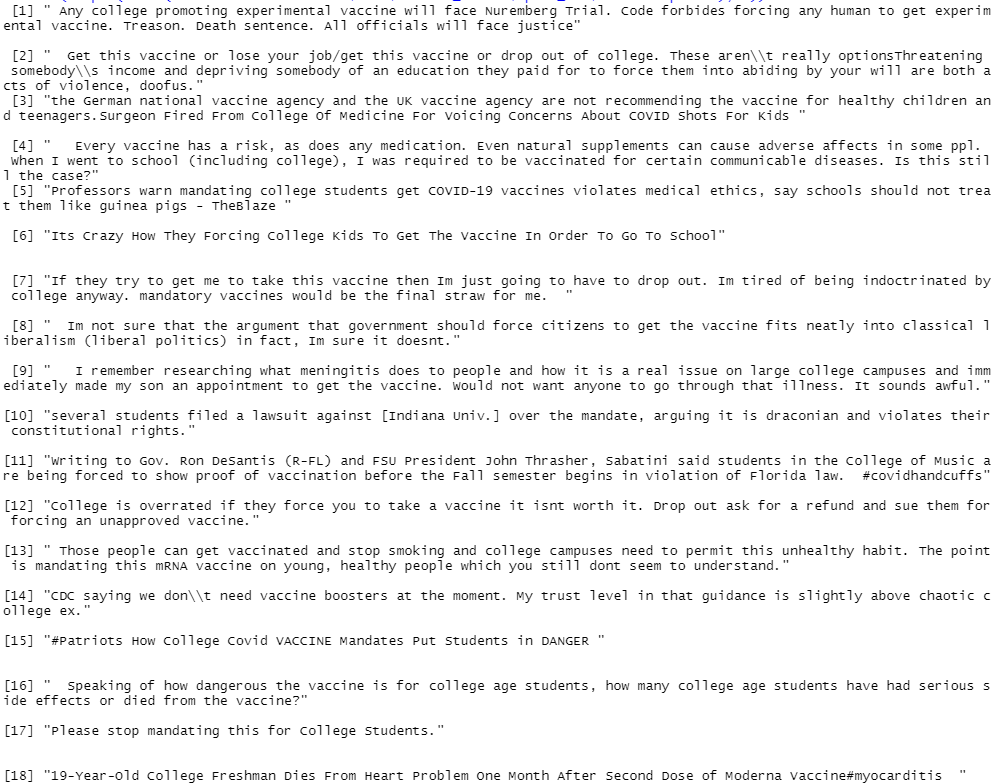 [1] " Any college promoting experimental vaccine will face Nuremberg Trial. Code forbides forcing any human to get experim
ental vaccine. Treason. Death sentence. All officials will face justice"
[2] "  Get this vaccine or lose your job/get this vaccine or drop out of college. These aren\\t really optionsThreatening
somebody\\s income and depriving somebody of an education they paid for to force them into abiding by your will are both a
cts of violence, doofus."
[3] "the German national vaccine agency and the UK vaccine agency are not recommending the vaccine for healthy children an
d teenagers.Surgeon Fired From College Of Medicine For Voicing Concerns About COVID Shots For Kids "
[4] "   Every vaccine has a risk, as does any medication. Even natural supplements can cause adverse affects in some ppl.
When I went to school (including college), I was required to be vaccinated for certain communicable diseases. Is this stil
l the case?"
[5] "Professors warn mandating college students get COVID-19 vaccines violates medical ethics, say schools should not trea
t them like guinea pigs - TheBlaze "
[6] "Its Crazy How They Forcing College Kids To Get The Vaccine In Order To Go To School"
[7] "If they try to get me to take this vaccine then Im just going to have to drop out. Im tired of being indoctrinated by
college anyway. mandatory vaccines would be the final straw for me.  "
[8] "  Im not sure that the argument that government should force citizens to get the vaccine fits neatly into classical l
iberalism (liberal politics) in fact, Im sure it doesnt."
[9] "   I remember researching what meningitis does to people and how it is a real issue on large college campuses and imm
ediately made my son an appointment to get the vaccine. Would not want anyone to go through that illness. It sounds awful."
[10] "several students filed a lawsuit against [Indiana Univ.] over the mandate, arguing it is draconian and violates their
constitutional rights."
[11] "Writing to Gov. Ron DeSantis (R-FL) and FSU President John Thrasher, Sabatini said students in the College of Music a
re being forced to show proof of vaccination before the Fall semester begins in violation of Florida law.  #covidhandcuffs"
[12] "College is overrated if they force you to take a vaccine it isnt worth it. Drop out ask for a refund and sue them for
forcing an unapproved vaccine."
[13] " Those people can get vaccinated and stop smoking and college campuses need to permit this unhealthy habit. The point
is mandating this mRNA vaccine on young, healthy people which you still dont seem to understand."
[14] "CDC saying we don\\t need vaccine boosters at the moment. My trust level in that guidance is slightly above chaotic c
ollege ex."
[15] "#Patriots How College Covid VACCINE Mandates Put Students in DANGER "
[16] "  Speaking of how dangerous the vaccine is for college age students, how many college age students have had serious s
ide effects or died from the vaccine?"
[17] "Please stop mandating this for College Students."
[18] "19-Year-Old College Freshman Dies From Heart Problem One Month After Second Dose of Moderna Vaccine#myocarditis  "